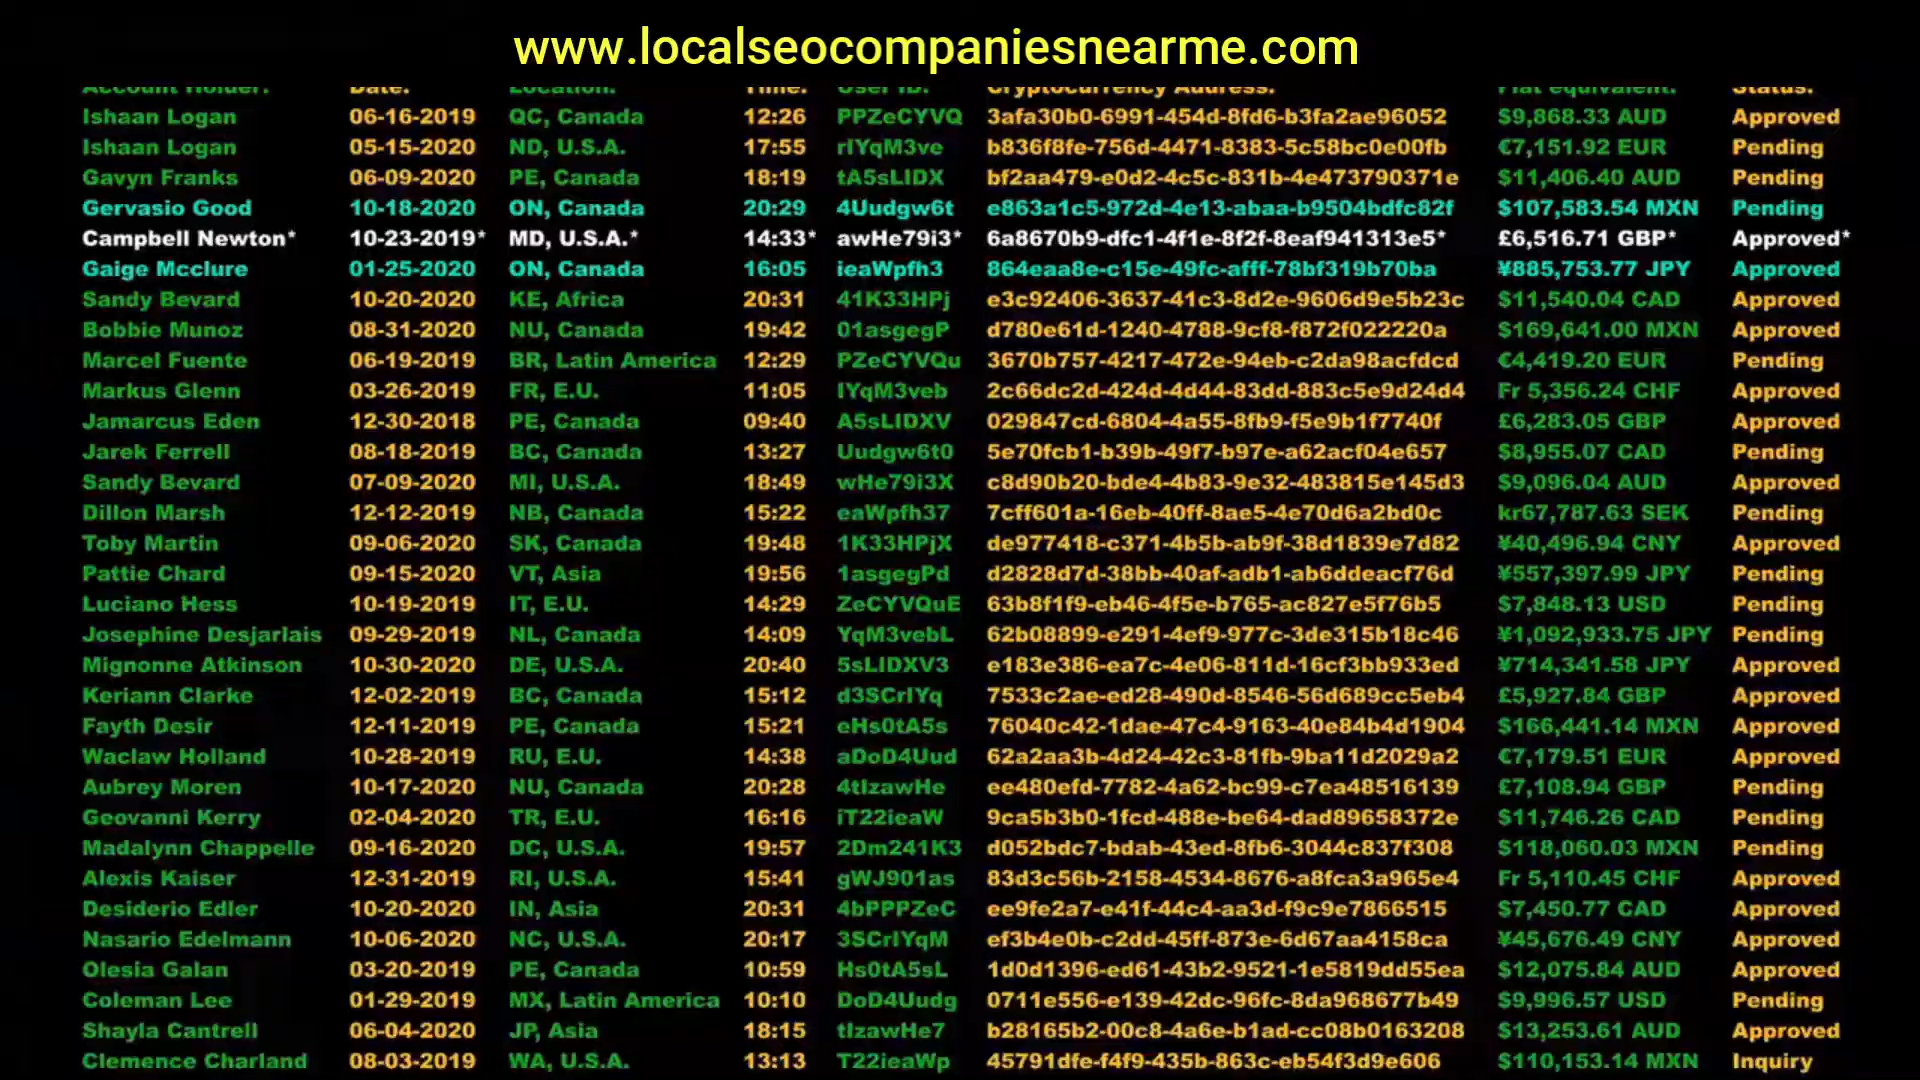 www.localseocompaniesnearme.com
Account Holder: Date: Location: Time: User ID: Cryptocurrency Address: Fiat equivalent: Status:
Ishaan Logan 06-16-2019 QC, Canada 12:26 PPZeCYVQ 3afa30b0-6991-454d-8fd6-b3fa2ae96052 $9,868.33 AUD Approved
Ishaan Logan 05-15-2020 ND, U.S.A. 17:55 rIYqM3ve b836f8fe-756d-4471-8383-5c58bc0e00fb €7,151.92 EUR Pending
Gavyn Franks 06-09-2020 PE, Canada 18:19 tA5sLIDX bf2aa479-e0d2-4c5c-831b-4e473790371e $11,406.40 AUD Pending
Gervasio Good 10-18-2020 ON, Canada 20:29 4Uudgw6t e863a1c5-972d-4e13-abaa-b9504bdfc82f $107,583.54 MXN Pending
Campbell Newton* 10-23-2019* MD, U.S.A.* 14:33* awHe79i3* 6a8670b9-dfc1-4f1e-8f2f-8eaf941313e5* £6,516.71 GBP* Approved*
Gaige Mcclure 01-25-2020 ON, Canada 16:05 ieaWpfh3 864eaa8e-c15e-49fc-afff-78bf319b70ba ¥885,753.77 JPY Approved
Sandy Bevard 10-20-2020 KE, Africa 20:31 41K33HPj e3c92406-3637-41c3-8d2e-9606d9e5b23c $11,540.04 CAD Approved
Bobbie Munoz 08-31-2020 NU, Canada 19:42 01asgegP d780e61d-1240-4788-9cf8-f872f022220a $169,641.00 MXN Approved
Marcel Fuente 06-19-2019 BR, Latin America 12:29 PZeCYVQu 3670b757-4217-472e-94eb-c2da98acfdcd €4,419.20 EUR Pending
Markus Glenn 03-26-2019 FR, E.U. 11:05 IYqM3veb 2c66dc2d-424d-4d44-83dd-883c5e9d24d4 Fr 5,356.24 CHF Approved
Jamarcus Eden 12-30-2018 PE, Canada 09:40 A5sLIDXV 029847cd-6804-4a55-8fb9-f5e9b1f7740f £6,283.05 GBP Approved
Jarek Ferrell 08-18-2019 BC, Canada 13:27 Uudgw6t0 5e70fcb1-b39b-49f7-b97e-a62acf04e657 $8,955.07 CAD Pending
Sandy Bevard 07-09-2020 MI, U.S.A. 18:49 wHe79i3X c8d90b20-bde4-4b83-9e32-483815e145d3 $9,096.04 AUD Approved
Dillon Marsh 12-12-2019 NB, Canada 15:22 eaWpfh37 7cff601a-16eb-40ff-8ae5-4e70d6a2bd0c kr67,787.63 SEK Pending
Toby Martin 09-06-2020 SK, Canada 19:48 1K33HPjX de977418-c371-4b5b-ab9f-38d1839e7d82 ¥40,496.94 CNY Approved
Pattie Chard 09-15-2020 VT, Asia 19:56 1asgegPd d2828d7d-38bb-40af-adb1-ab6ddeacf76d ¥557,397.99 JPY Pending
Luciano Hess 10-19-2019 IT, E.U. 14:29 ZeCYVQuE 63b8f1f9-eb46-4f5e-b765-ac827e5f76b5 $7,848.13 USD Pending
Josephine Desjarlais 09-29-2019 NL, Canada 14:09 YqM3vebL 62b08899-e291-4ef9-977c-3de315b18c46 ¥1,092,933.75 JPY Pending
Mignonne Atkinson 10-30-2020 DE, U.S.A. 20:40 5sLIDXV3 e183e386-ea7c-4e06-811d-16cf3bb933ed ¥714,341.58 JPY Approved
Keriann Clarke 12-02-2019 BC, Canada 15:12 d3SCrIYq 7533c2ae-ed28-490d-8546-56d689cc5eb4 £5,927.84 GBP Approved
Fayth Desir 12-11-2019 PE, Canada 15:21 eHs0tA5s 76040c42-1dae-47c4-9163-40e84b4d1904 $166,441.14 MXN Approved
Waclaw Holland 10-28-2019 RU, E.U. 14:38 aDoD4Uud 62a2aa3b-4d24-42c3-81fb-9ba11d2029a2 €7,179.51 EUR Approved
Aubrey Moren 10-17-2020 NU, Canada 20:28 4tIzawHe ee480efd-7782-4a62-bc99-c7ea48516139 £7,108.94 GBP Pending
Geovanni Kerry 02-04-2020 TR, E.U. 16:16 iT22ieaW 9ca5b3b0-1fcd-488e-be64-dad89658372e $11,746.26 CAD Pending
Madalynn Chappelle 09-16-2020 DC, U.S.A. 19:57 2Dm241K3 d052bdc7-bdab-43ed-8fb6-3044c837f308 $118,060.03 MXN Pending
Alexis Kaiser 12-31-2019 RI, U.S.A. 15:41 gWJ901as 83d3c56b-2158-4534-8676-a8fca3a965e4 Fr 5,110.45 CHF Approved
Desiderio Edler 10-20-2020 IN, Asia 20:31 4bPPPZeC ee9fe2a7-e41f-44c4-aa3d-f9c9e7866515 $7,450.77 CAD Approved
Nasario Edelmann 10-06-2020 NC, U.S.A. 20:17 3SCrIYqM ef3b4e0b-c2dd-45ff-873e-6d67aa4158ca ¥45,676.49 CNY Approved
Olesia Galan 03-20-2019 PE, Canada 10:59 Hs0tA5sL 1d0d1396-ed61-43b2-9521-1e5819dd55ea $12,075.84 AUD Approved
Coleman Lee 01-29-2019 MX, Latin America 10:10 DoD4Uudg 0711e556-e139-42dc-96fc-8da968677b49 $9,996.57 USD Pending
Shayla Cantrell 06-04-2020 JP, Asia 18:15 tIzawHe7 b28165b2-00c8-4a6e-b1ad-cc08b0163208 $13,253.61 AUD Approved
Clemence Charland 08-03-2019 WA, U.S.A. 13:13 T22ieaWp 45791dfe-f4f9-435b-863c-eb54f3d9e606 $110,153.14 MXN Inquiry